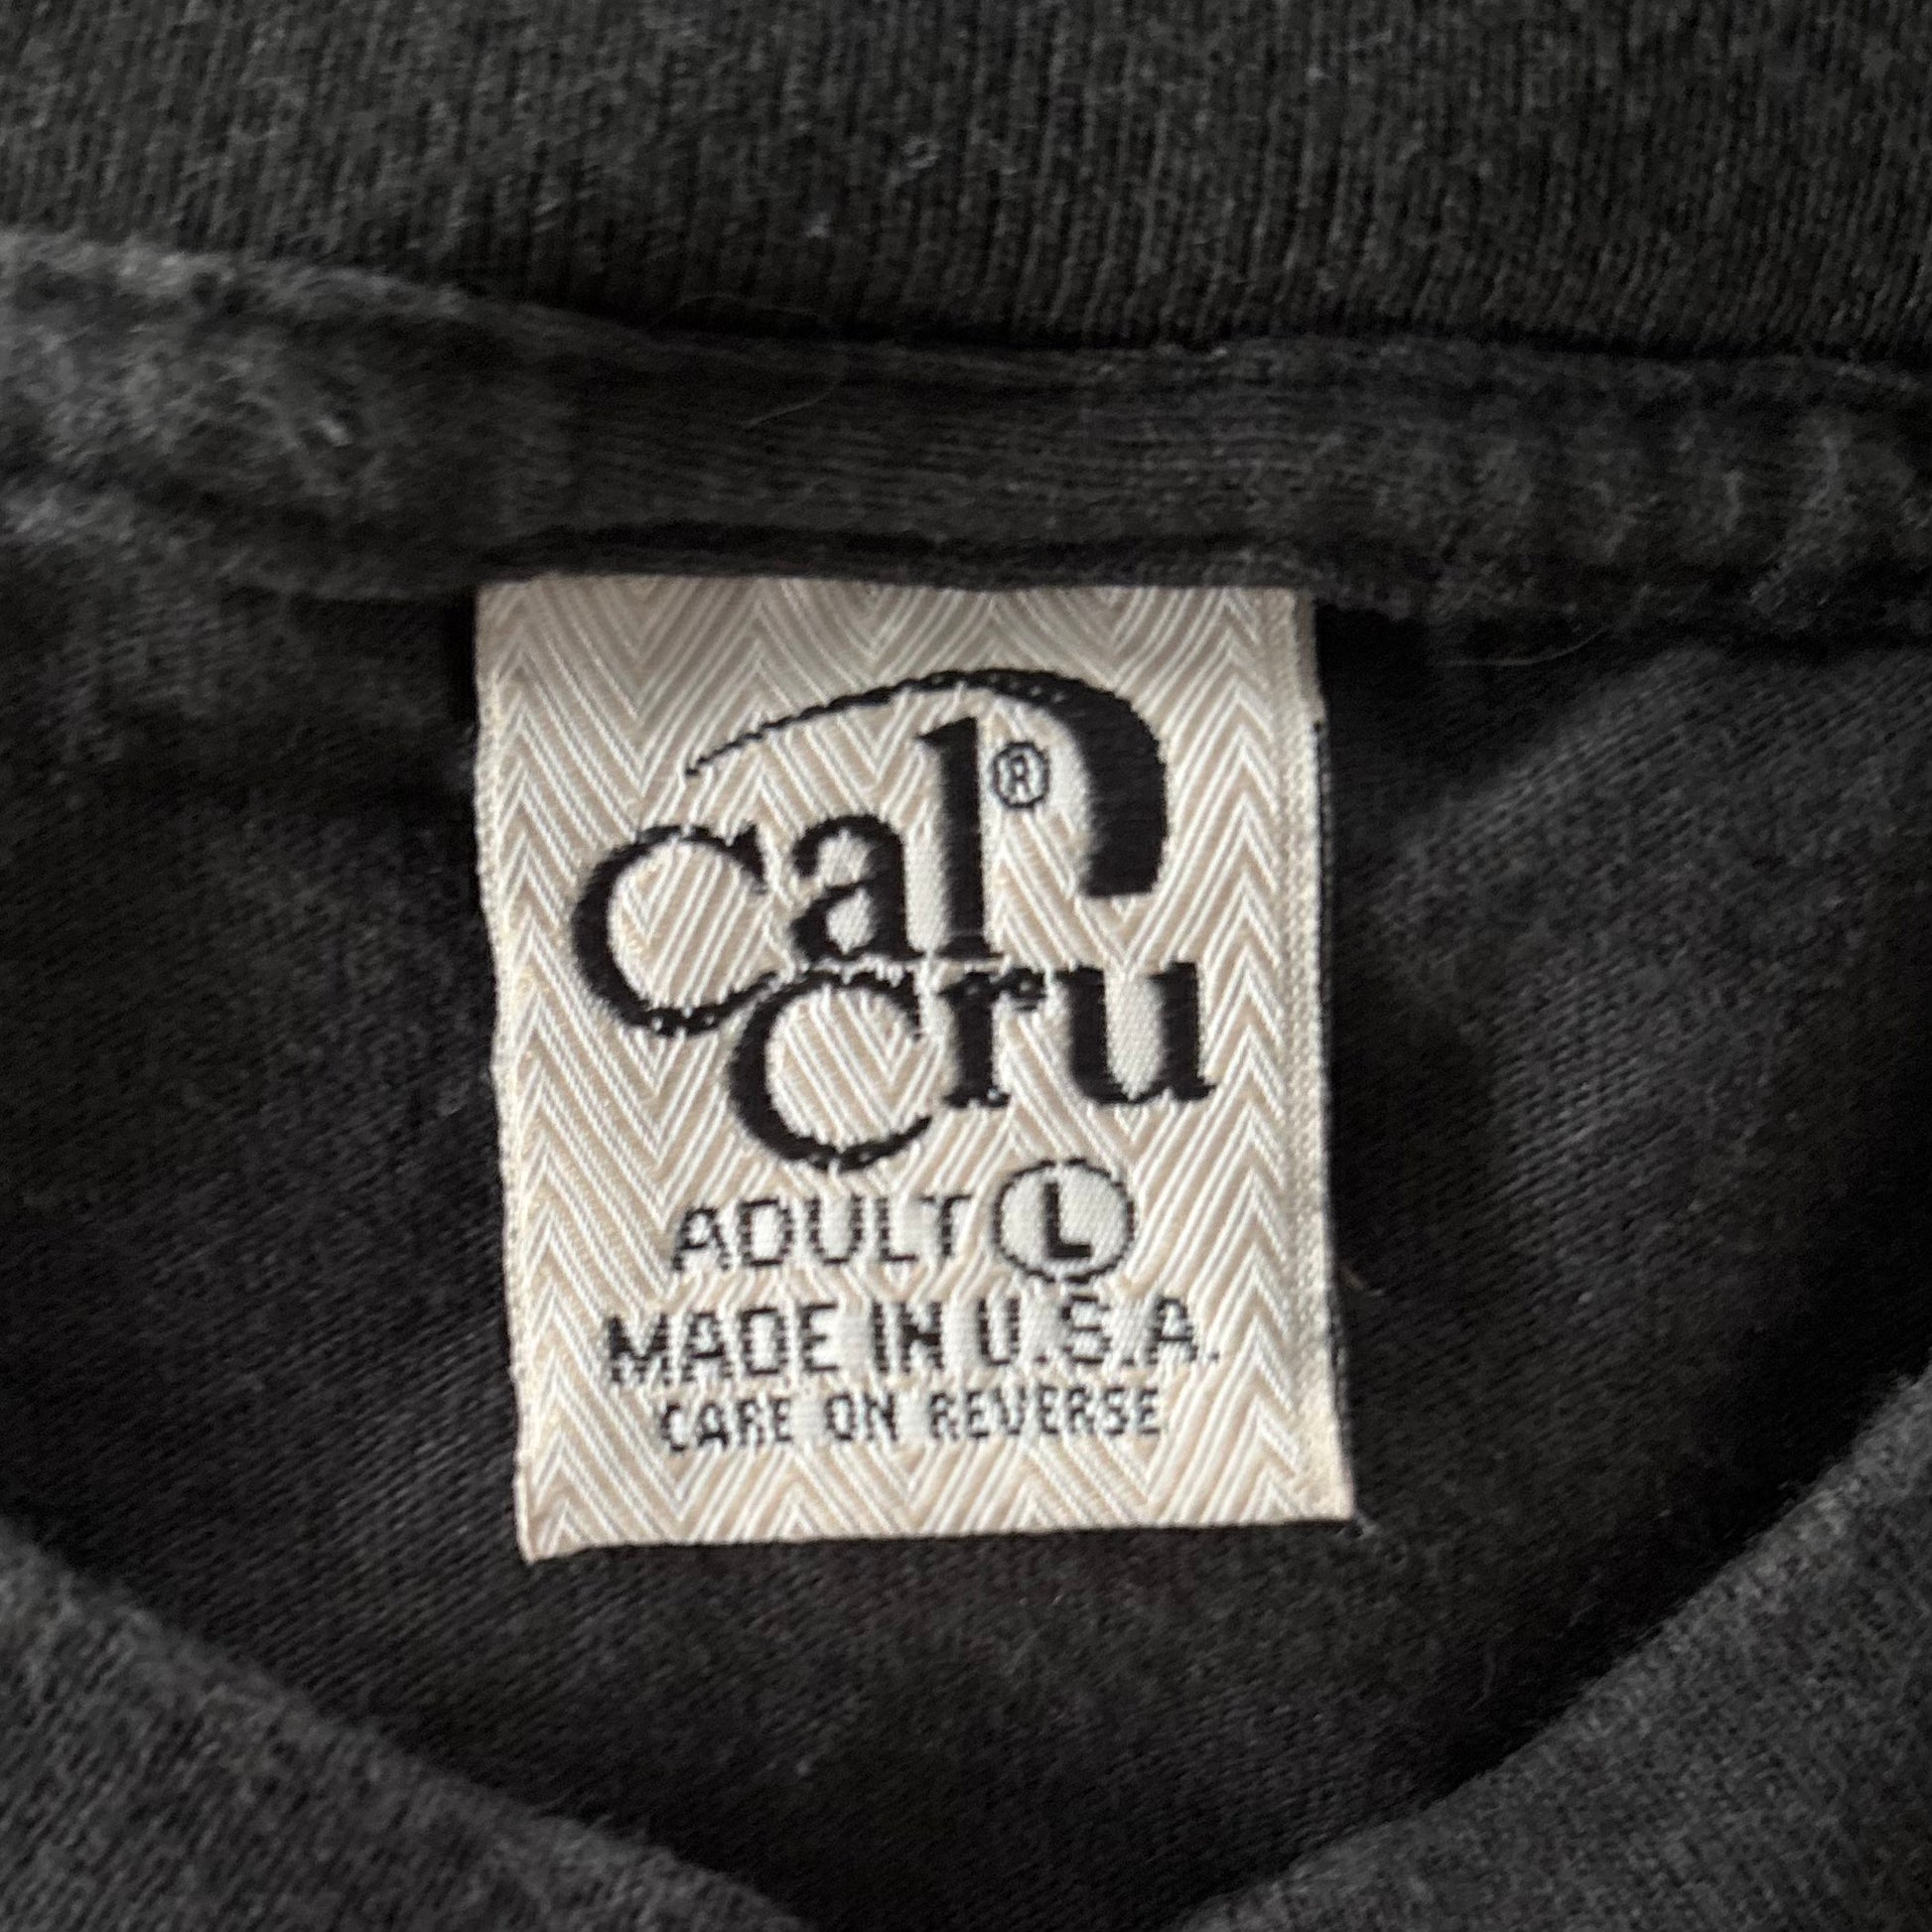 Cal®
Cru
ADULT L
MADE IN U.S.A.
CARE ON REVERSE